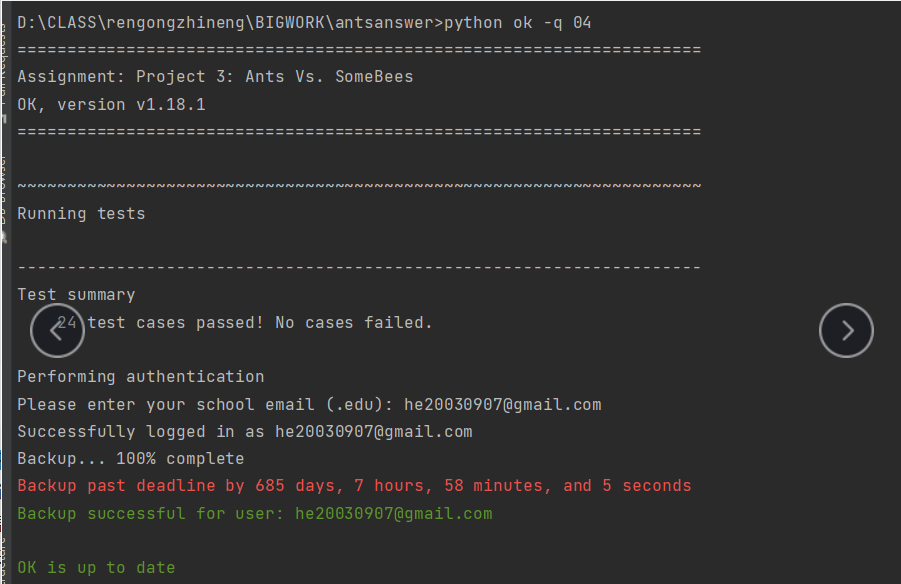 D:\CLASS\rengongzhineng\BIGWORK\antsanswer>python ok -q 04
=====================================================================
Assignment: Project 3: Ants Vs. SomeBees
OK, version v1.18.1
=====================================================================
~~~~~~~~~~~~~~~~~~~~~~~~~~~~~~~~~~~~~~~~~~~~~~~~~~~~~~~~~~~~~~~~~~~~~
Running tests
---------------------------------------------------------------------
Test summary
24 test cases passed! No cases failed.
Performing authentication
Please enter your school email (.edu): he20030907@gmail.com
Successfully logged in as he20030907@gmail.com
Backup... 100% complete
Backup past deadline by 685 days, 7 hours, 58 minutes, and 5 seconds
Backup successful for user: he20030907@gmail.com
OK is up to date